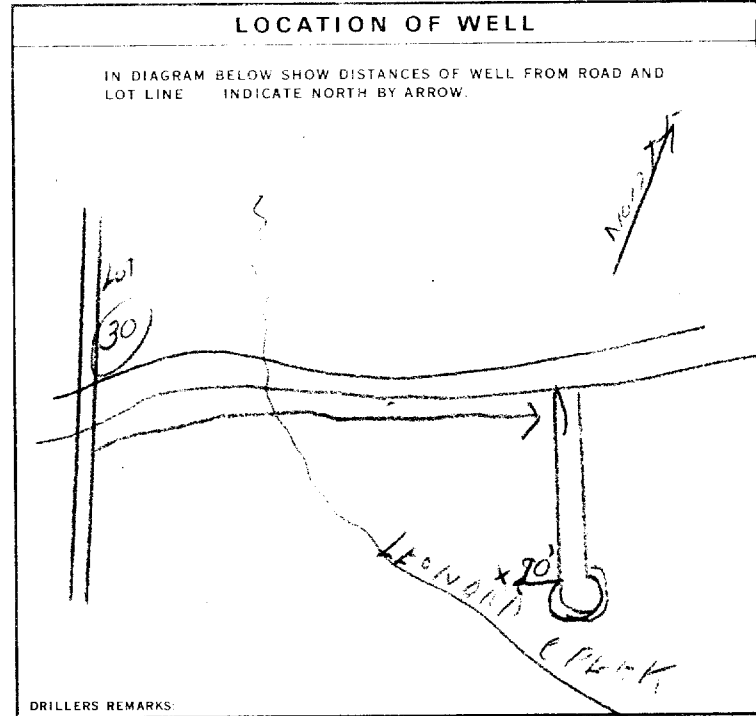 LOCATION OF WELL
IN DIAGRAM BELOW SHOW DISTANCES OF WELL FROM ROAD AND
LOT LINE INDICATE NORTH BY ARROW.
North
Lot
30
x 20'
LEONARD CREEK
DRILLERS REMARKS: